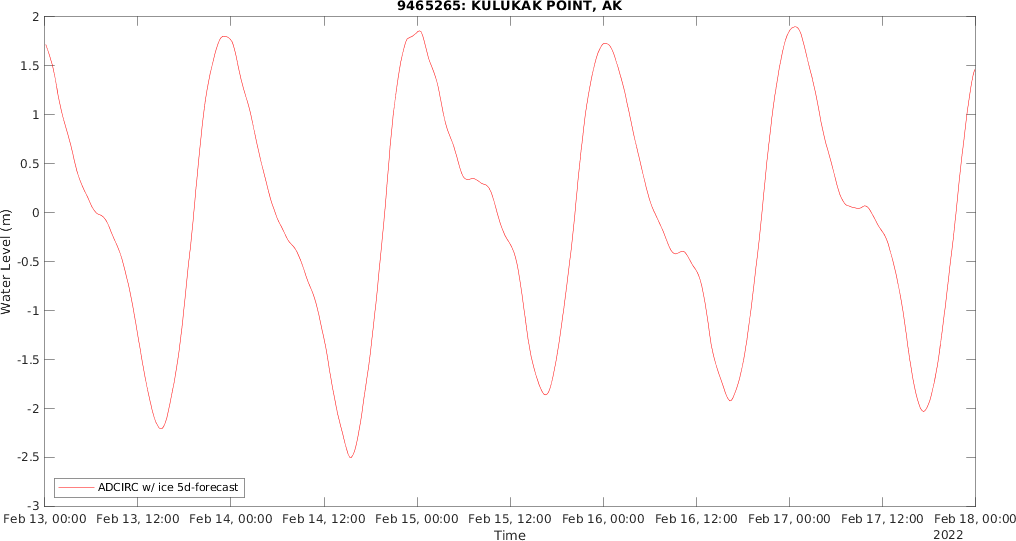 9465265: KULUKAK POINT, AK
2
1.5
1
0.5
0
-0.5
-1
-1.5
-2
-2.5
-3
Water Level (m)
ADCIRC w/ ice 5d-forecast
Feb 13, 00:00 Feb 13, 12:00 Feb 14, 00:00 Feb 14, 12:00 Feb 15, 00:00 Feb 15, 12:00 Feb 16, 00:00 Feb 16, 12:00 Feb 17, 00:00 Feb 17, 12:00 Feb 18, 00:00
Time
2022